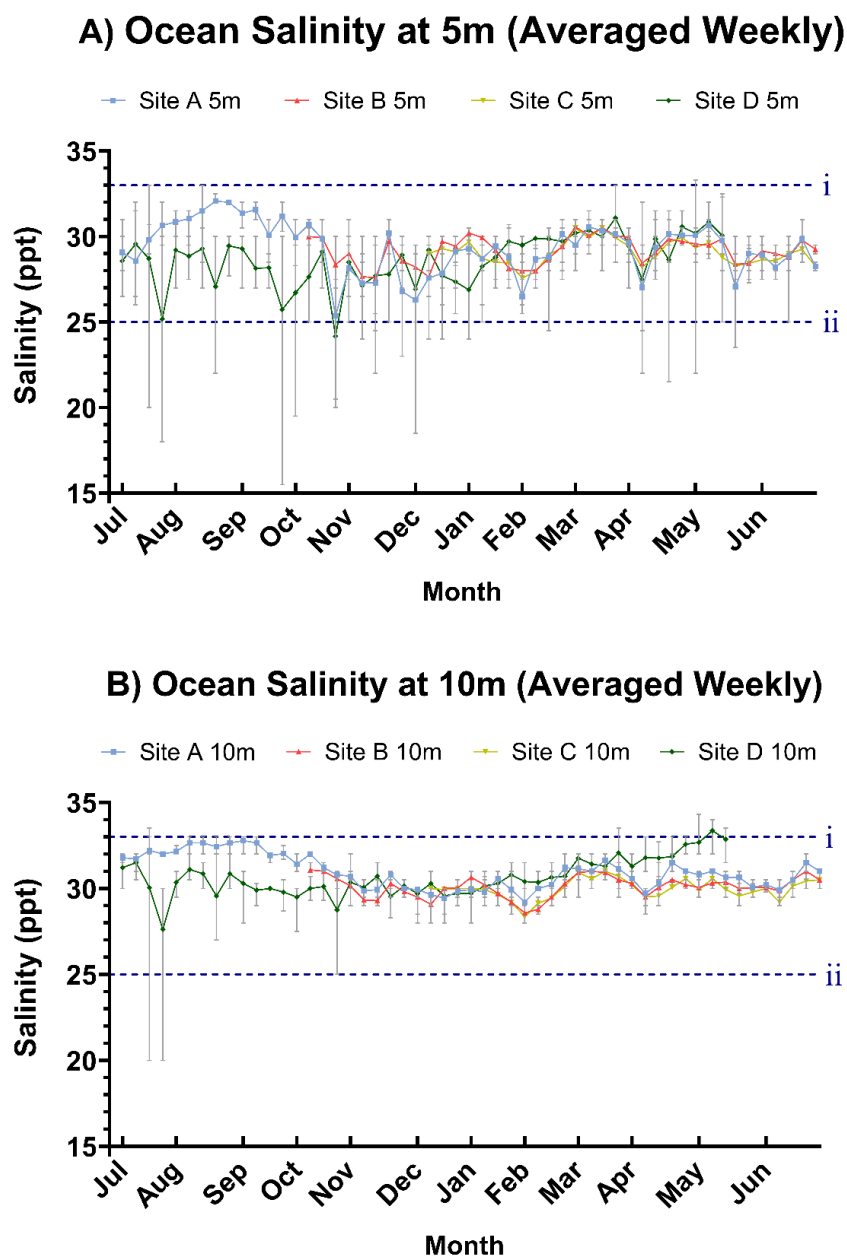 A) Ocean Salinity at 5m (Averaged Weekly)
Site A 5m Site B 5m Site C 5m Site D 5m
35
30
25
20
15
i
ii
Salinity (ppt)
Jul Aug Sep Oct Nov Dec Jan Feb Mar Apr May Jun
Month
B) Ocean Salinity at 10m (Averaged Weekly)
Site A 10m Site B 10m Site C 10m Site D 10m
35
30
25
20
15
i
ii
Salinity (ppt)
Jul Aug Sep Oct Nov Dec Jan Feb Mar Apr May Jun
Month